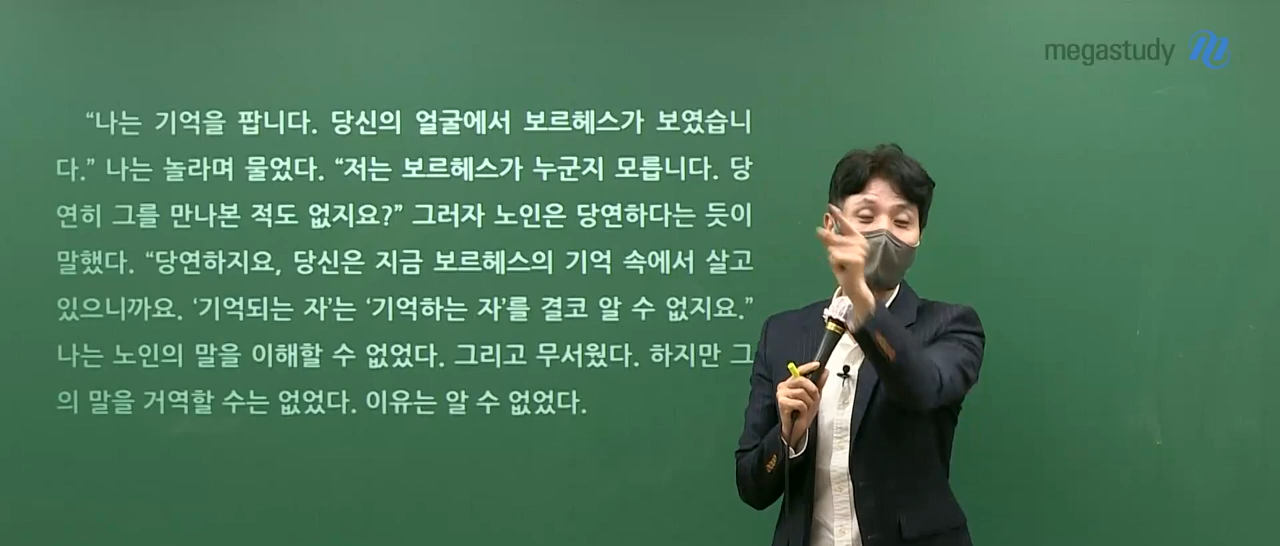 megastudy
“나는 기억을 팝니다. 당신의 얼굴에서 보르헤스가 보였습니
다.” 나는 놀라며 물었다. “저는 보르헤스가 누군지 모릅니다. 당
연히 그를 만나본 적도 없지요?” 그러자 노인은 당연하다는 듯이
말했다. “당연하지요, 당신은 지금 보르헤스의 기억 속에서 살고
있으니까요. ‘기억되는 자’는 ‘기억하는 자’를 결코 알 수 없지요.”
나는 노인의 말을 이해할 수 없었다. 그리고 무서웠다. 하지만 그
의 말을 거역할 수는 없었다. 이유는 알 수 없었다.